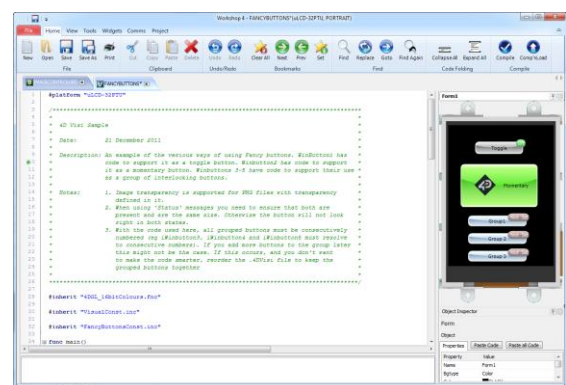 Workshop 4 - FANCYBUTTONS*(uLCD-32PTU, PORTRAIT)
File Home View Tools Widgets Comms Project
New Open Save Save As Print Cut Copy Paste Delete Undo Redo Clear All Next Prev Set Find Replace Goto Find Again Collapse All Expand All Compile Comp'nLoad
File Clipboard Undo/Redo Bookmarks Find Code Folding Compile
FANCYBUTTONS*
#platform "uLCD-32PTU"
4D Visi Sample
Date: 21 December 2011
Description: An example of the various ways of using Fancy buttons. WinButton1 has
code to support it as a toggle button. Winbutton2 has code to support
it as a momentary button. Winbuttons 3-5 have code to support their use
as a group of interlocking buttons.
Notes: 1. Image transparency is supported for PNG files with transparency
defined in it.
2. When using 'Status' messages you need to ensure that both are
present and are the same size. Otherwise the button will not look
right in both states.
3. With the code used here, all grouped buttons must be consecutively
numbered (eg iWinbutton3, iWinbutton4 and iWinbutton5 must resolve
to consecutive numbers). If you add more buttons to the group later
this might not be the case. If this occurs, and you don't want
to make the code smarter, reorder the .4DVisi file to keep the
grouped buttons together
#inherit "4DGL_16bitColours.fnc"
#inherit "VisualConst.inc"
#inherit "FancyButtonsConst.inc"
func main()
Form1
Toggle
Momentary
Group1
Group 2
Group 3
Object Inspector
Form
Object
Properties Paste Code Paste all Code
Property Value
Name Form1
Bgtype Color